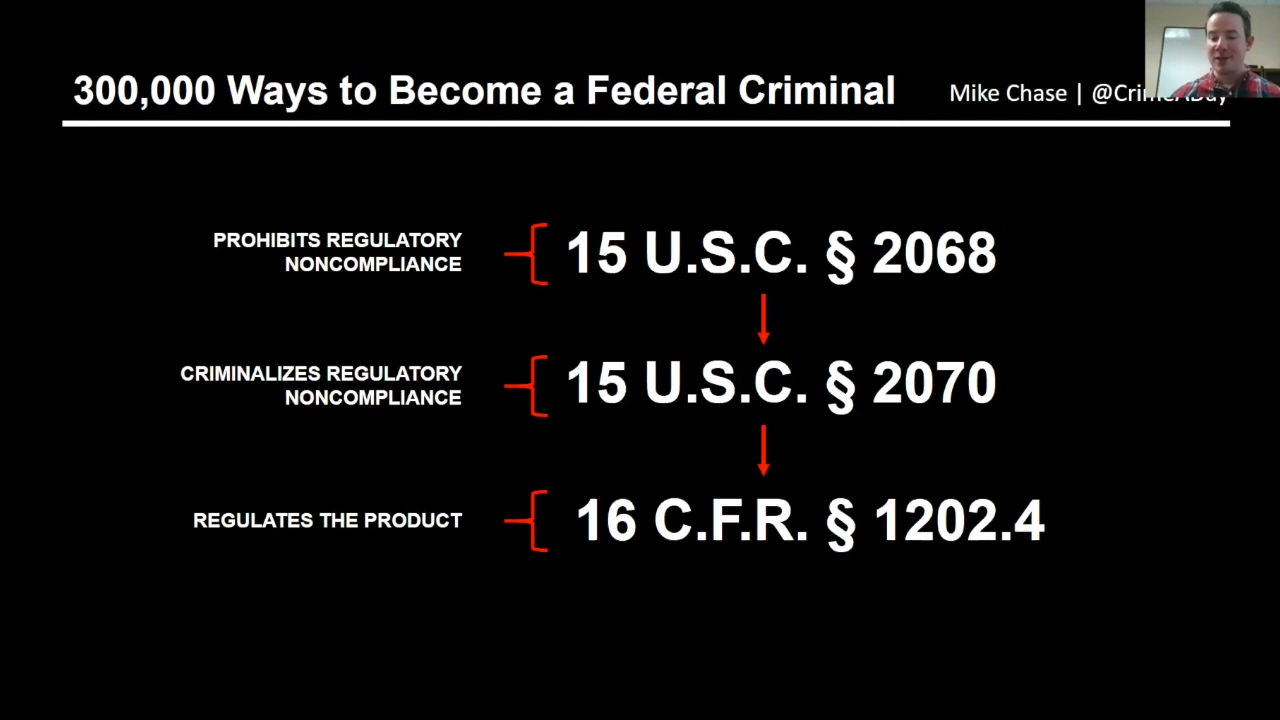 300,000 Ways to Become a Federal Criminal
Mike Chase |
PROHIBITS REGULATORY
NONCOMPLIANCE
15 U.S.C. § 2068
CRIMINALIZES REGULATORY
NONCOMPLIANCE
15 U.S.C. § 2070
REGULATES THE PRODUCT
16 C.F.R. § 1202.4